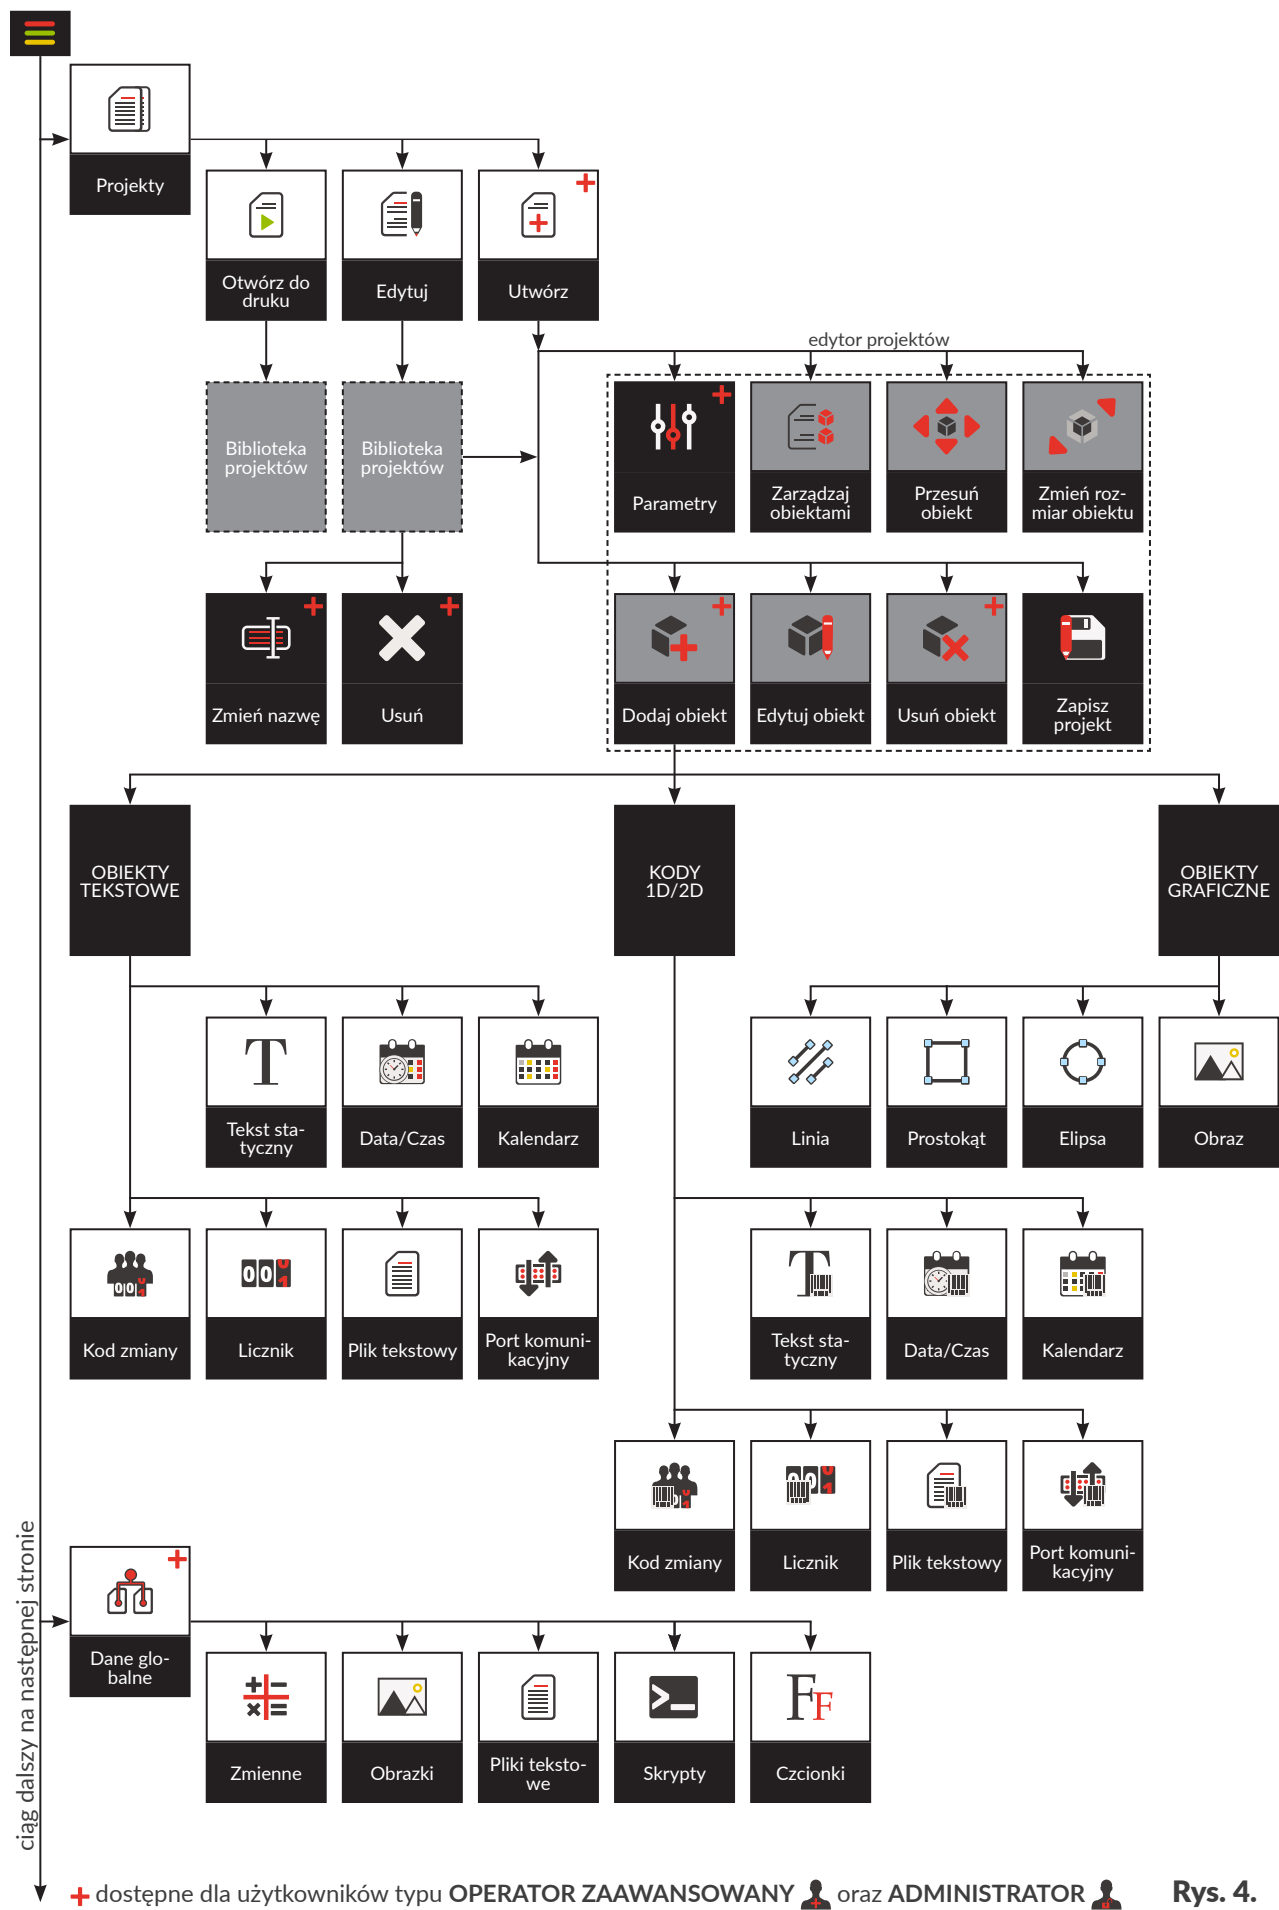 Projekty
Otwórz do
druku
Edytuj
Utwórz
edytor projektów
Biblioteka
projektów
Biblioteka
projektów
Parametry
Zarządzaj
obiektami
Przesuń
obiekt
Zmień roz-
miar obiektu
Zmień nazwę
Usuń
Dodaj obiekt
Edytuj obiekt
Usuń obiekt
Zapisz
projekt
OBIEKTY
TEKSTOWE
KODY
1D/2D
OBIEKTY
GRAFICZNE
Tekst sta-
tyczny
Data/Czas
Kalendarz
Linia
Prostokąt
Elipsa
Obraz
Kod zmiany
Licznik
Plik tekstowy
Port komuni-
kacyjny
Tekst sta-
tyczny
Data/Czas
Kalendarz
Kod zmiany
Licznik
Plik tekstowy
Port komuni-
kacyjny
ciąg dalszy na następnej stronie
Dane glo-
balne
Zmienne
Obrazki
Pliki teksto-
we
Skrypty
Czcionki
+ dostępne dla użytkowników typu OPERATOR ZAAWANSOWANY oraz ADMINISTRATOR
Rys. 4.